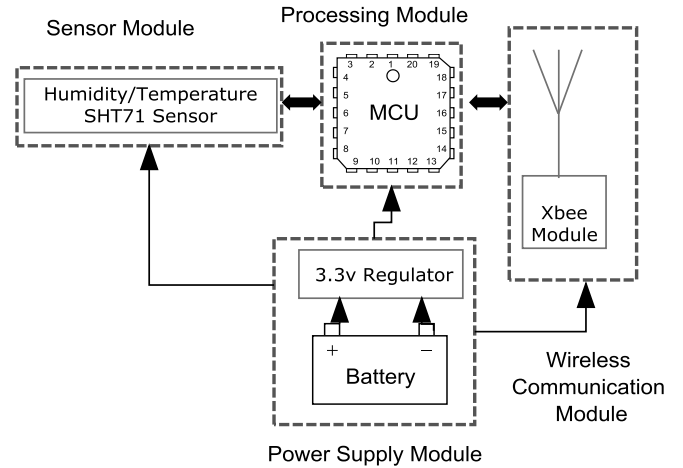 Sensor Module
Processing Module
Humidity/Temperature
SHT71 Sensor
3 2 1 20 19
4 18
5 17
6 16
7 15
8 14
9 10 11 12 13
MCU
Xbee
Module
3.3v Regulator
+ −
Battery
Wireless
Communication
Module
Power Supply Module